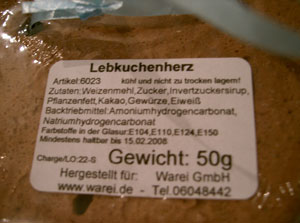 Lebkuchenherz
Artikel:6023 kühl und nicht zu trocken lagern!
Zutaten:Weizenmehl,Zucker,Invertzuckersirup,
Pflanzenfett,Kakao,Gewürze,Eiweiß
Backtriebmittel:Amoniumhydrogencarbonat,
Natriumhydrogencarbonat
Farbstoffe in der Glasur:E104,E110,E124,E150
Mindestens haltbar bis 15.02.2008
Charge/LO:22-S Gewicht: 50g
Hergestellt für: Warei GmbH
www.warei.de - Tel.06048442